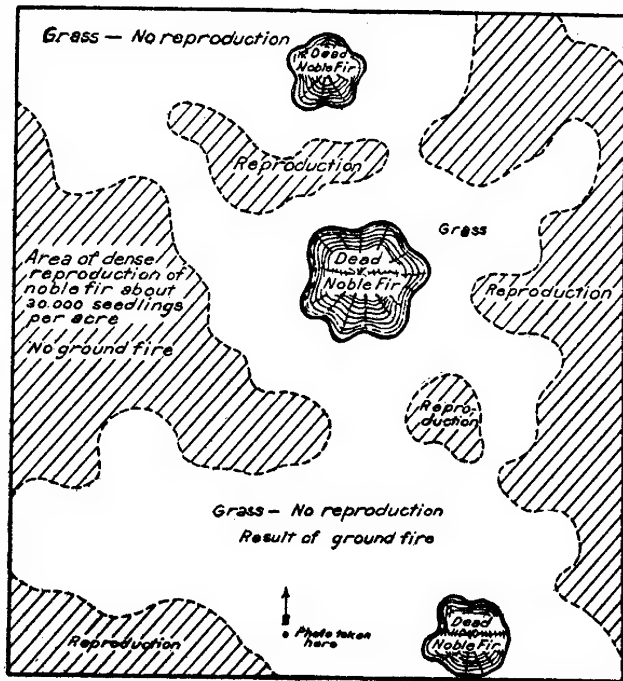 Grass — No reproduction
Dead
Noble Fir
Reproduction
Grass
Area of dense
reproduction of
noble fir about
30.000 seedlings
per acre
No ground fire
Dead
Noble Fir
Reproduction
Repro-
duction
Grass — No reproduction
Result of ground fire
Photo taken
here
Reproduction
Dead
Noble Fir